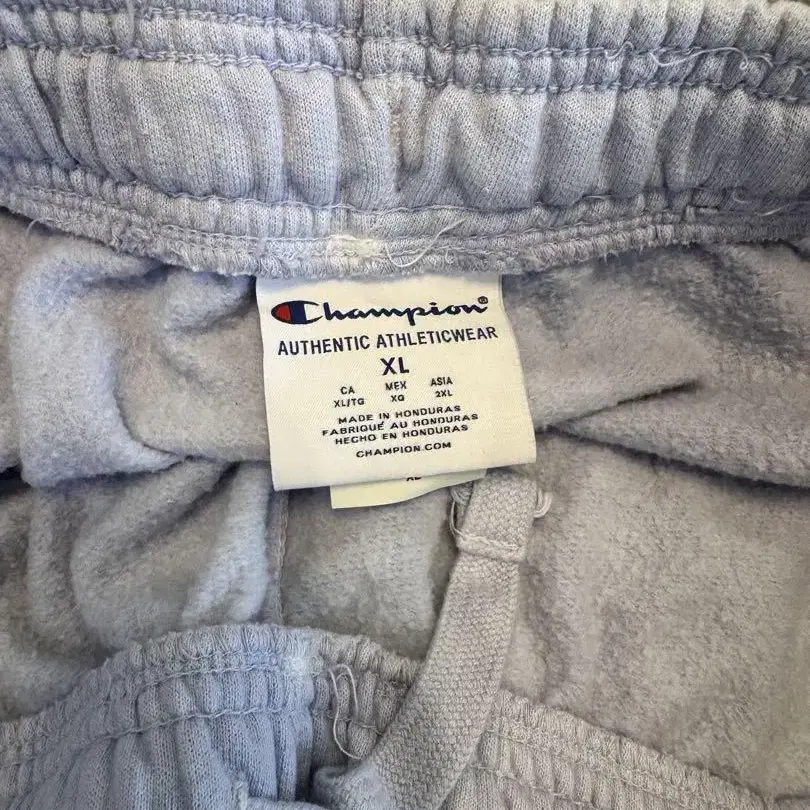 Champion®
AUTHENTIC ATHLETICWEAR
XL
CA MEX ASIA
XL/TG XG 2XL
MADE IN HONDURAS
FABRIQUÉ AU HONDURAS
HECHO EN HONDURAS
CHAMPION.COM